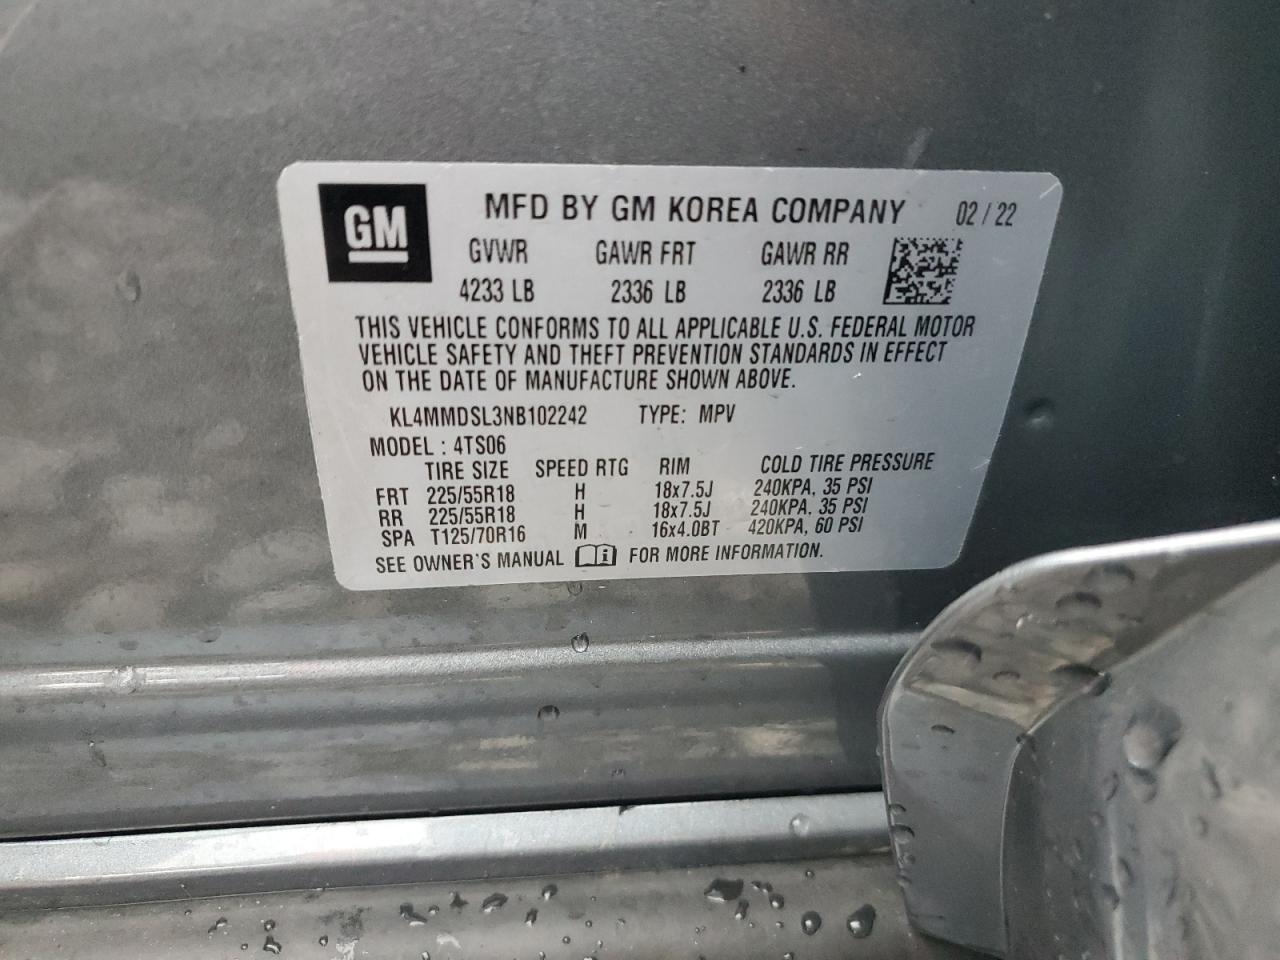 GM
MFD BY GM KOREA COMPANY 02 / 22
GVWR GAWR FRT GAWR RR
4233 LB 2336 LB 2336 LB
THIS VEHICLE CONFORMS TO ALL APPLICABLE U.S. FEDERAL MOTOR
VEHICLE SAFETY AND THEFT PREVENTION STANDARDS IN EFFECT
ON THE DATE OF MANUFACTURE SHOWN ABOVE.
KL4MMDSL3NB102242 TYPE: MPV
MODEL : 4TS06
TIRE SIZE SPEED RTG RIM COLD TIRE PRESSURE
FRT 225/55R18 H 18x7.5J 240KPA, 35 PSI
RR 225/55R18 H 18x7.5J 240KPA, 35 PSI
SPA T125/70R16 M 16x4.0BT 420KPA, 60 PSI
SEE OWNER'S MANUAL FOR MORE INFORMATION.